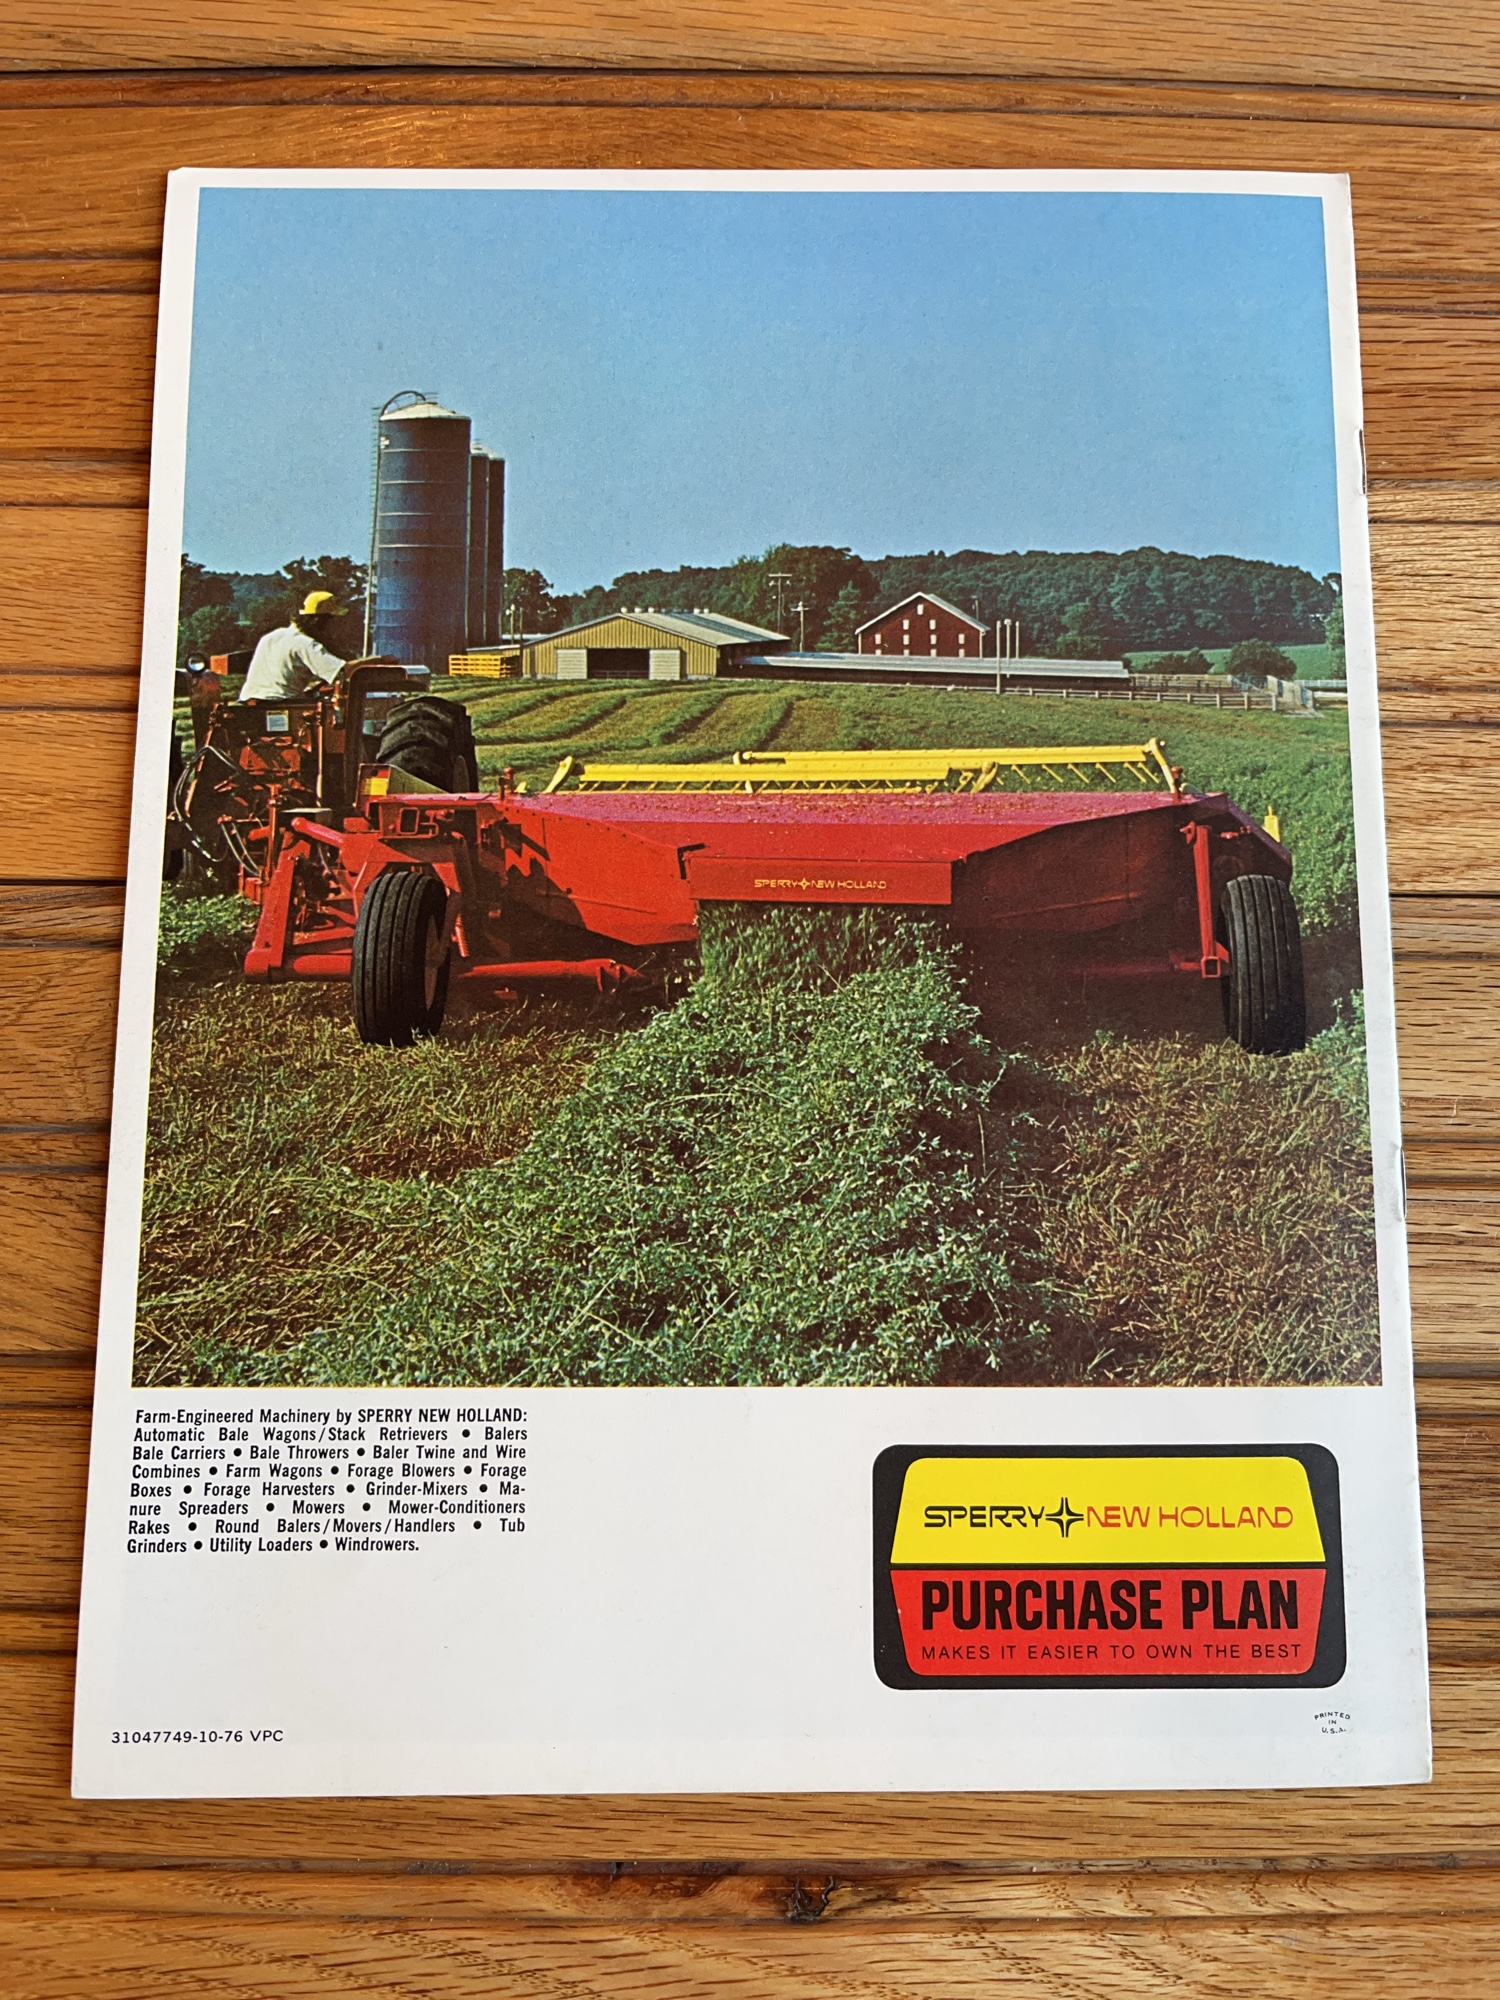 SPERRY NEW HOLLAND
Farm-Engineered Machinery by SPERRY NEW HOLLAND:
Automatic Bale Wagons/Stack Retrievers • Balers
Bale Carriers • Bale Throwers • Baler Twine and Wire
Combines • Farm Wagons • Forage Blowers • Forage
Boxes • Forage Harvesters • Grinder-Mixers • Ma-
nure Spreaders • Mowers • Mower-Conditioners
Rakes • Round Balers/Movers/Handlers • Tub
Grinders • Utility Loaders • Windrowers.
SPERRY NEW HOLLAND
PURCHASE PLAN
MAKES IT EASIER TO OWN THE BEST
31047749-10-76 VPC
PRINTED
IN
U.S.A.